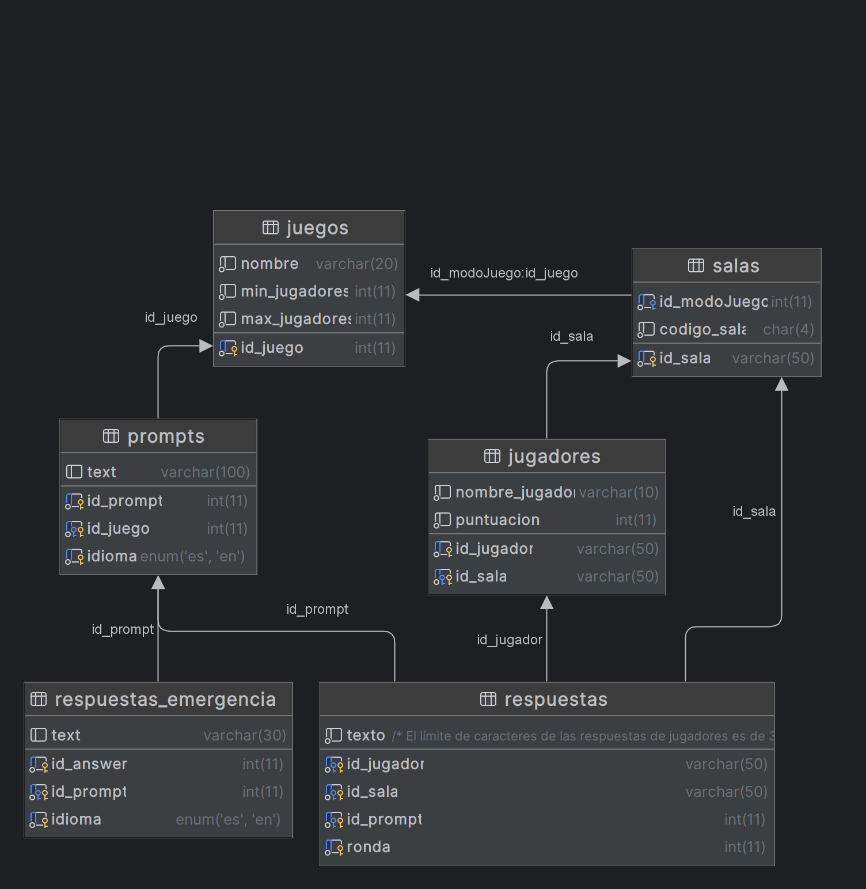 juegos
nombre varchar(20)
min_jugadores int(11)
max_jugadores int(11)
id_juego int(11)
id_modoJuego:id_juego
salas
id_modoJuego int(11)
codigo_sala char(4)
id_sala varchar(50)
id_juego
id_sala
prompts
text varchar(100)
id_prompt int(11)
id_juego int(11)
idioma enum('es', 'en')
jugadores
nombre_jugador varchar(10)
puntuacion int(11)
id_jugador varchar(50)
id_sala varchar(50)
id_sala
id_prompt
id_prompt
id_jugador
respuestas_emergencia
text varchar(30)
id_answer int(11)
id_prompt int(11)
idioma enum('es', 'en')
respuestas
texto /* El límite de caracteres de las respuestas de jugadores es de 3
id_jugador varchar(50)
id_sala varchar(50)
id_prompt int(11)
ronda int(11)